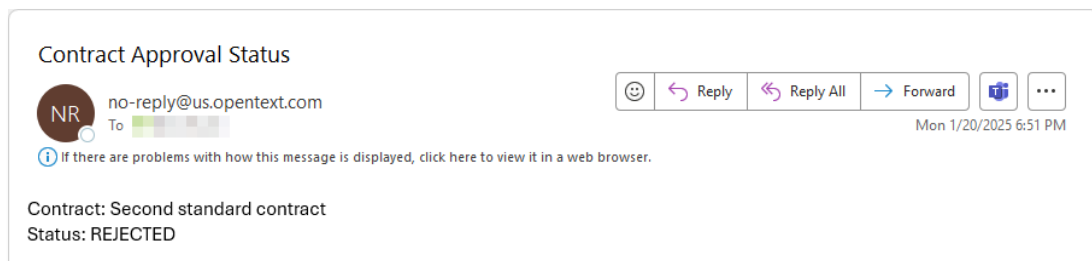 Contract Approval Status
NR
no-reply@us.opentext.com
To
Reply
Reply All
Forward
Mon 1/20/2025 6:51 PM
If there are problems with how this message is displayed, click here to view it in a web browser.
Contract: Second standard contract
Status: REJECTED